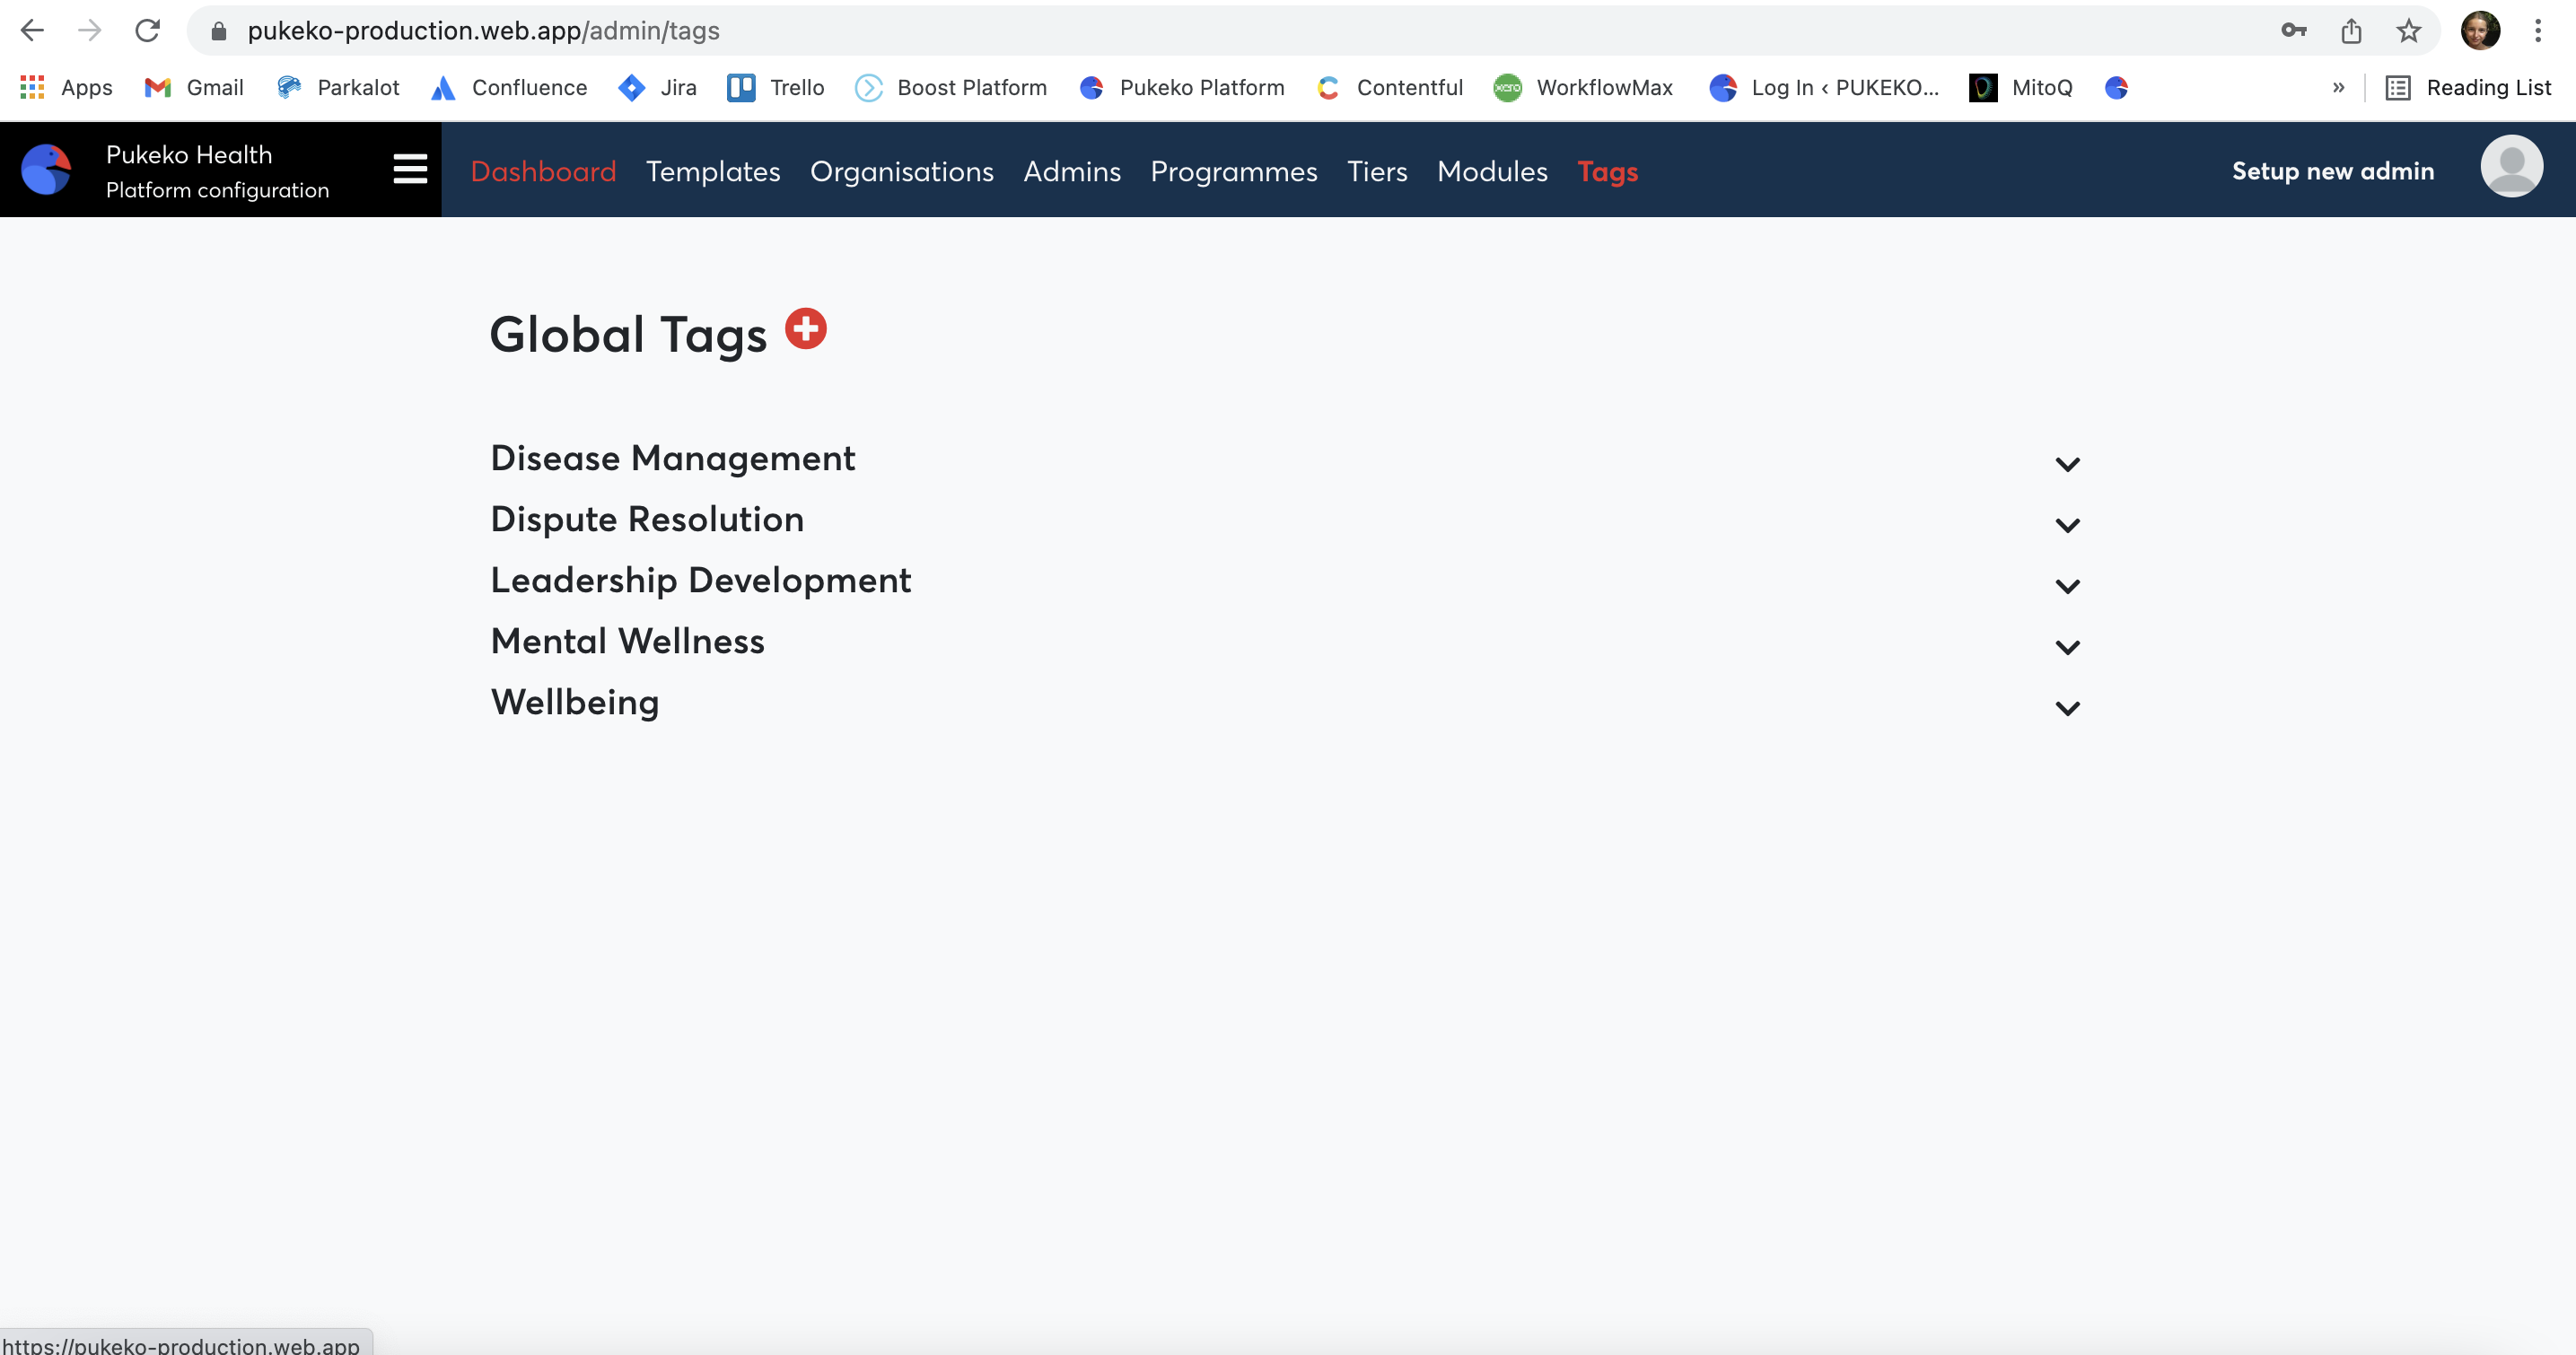 pukeko-production.web.app/admin/tags
Apps Gmail Parkalot Confluence Jira Trello Boost Platform Pukeko Platform Contentful xero WorkflowMax Log In ‹ PUKEKO... MitoQ » Reading List
Pukeko Health
Platform configuration
Dashboard Templates Organisations Admins Programmes Tiers Modules Tags Setup new admin
Global Tags
Disease Management
Dispute Resolution
Leadership Development
Mental Wellness
Wellbeing
https://pukeko-production.web.app